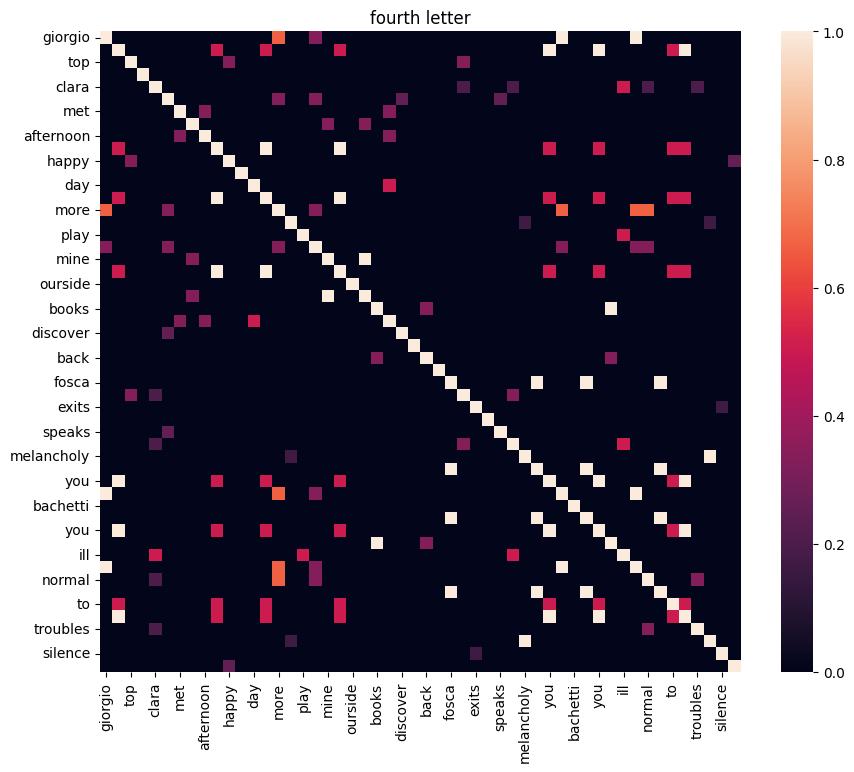 fourth letter
giorgio
top
clara
met
afternoon
happy
day
more
play
mine
ourside
books
discover
back
fosca
exits
speaks
melancholy
you
bachetti
you
ill
normal
to
troubles
silence
1.0
0.8
0.6
0.4
0.2
0.0
giorgio
top
clara
met
afternoon
happy
day
more
play
mine
ourside
books
discover
back
fosca
exits
speaks
melancholy
you
bachetti
you
ill
normal
to
troubles
silence